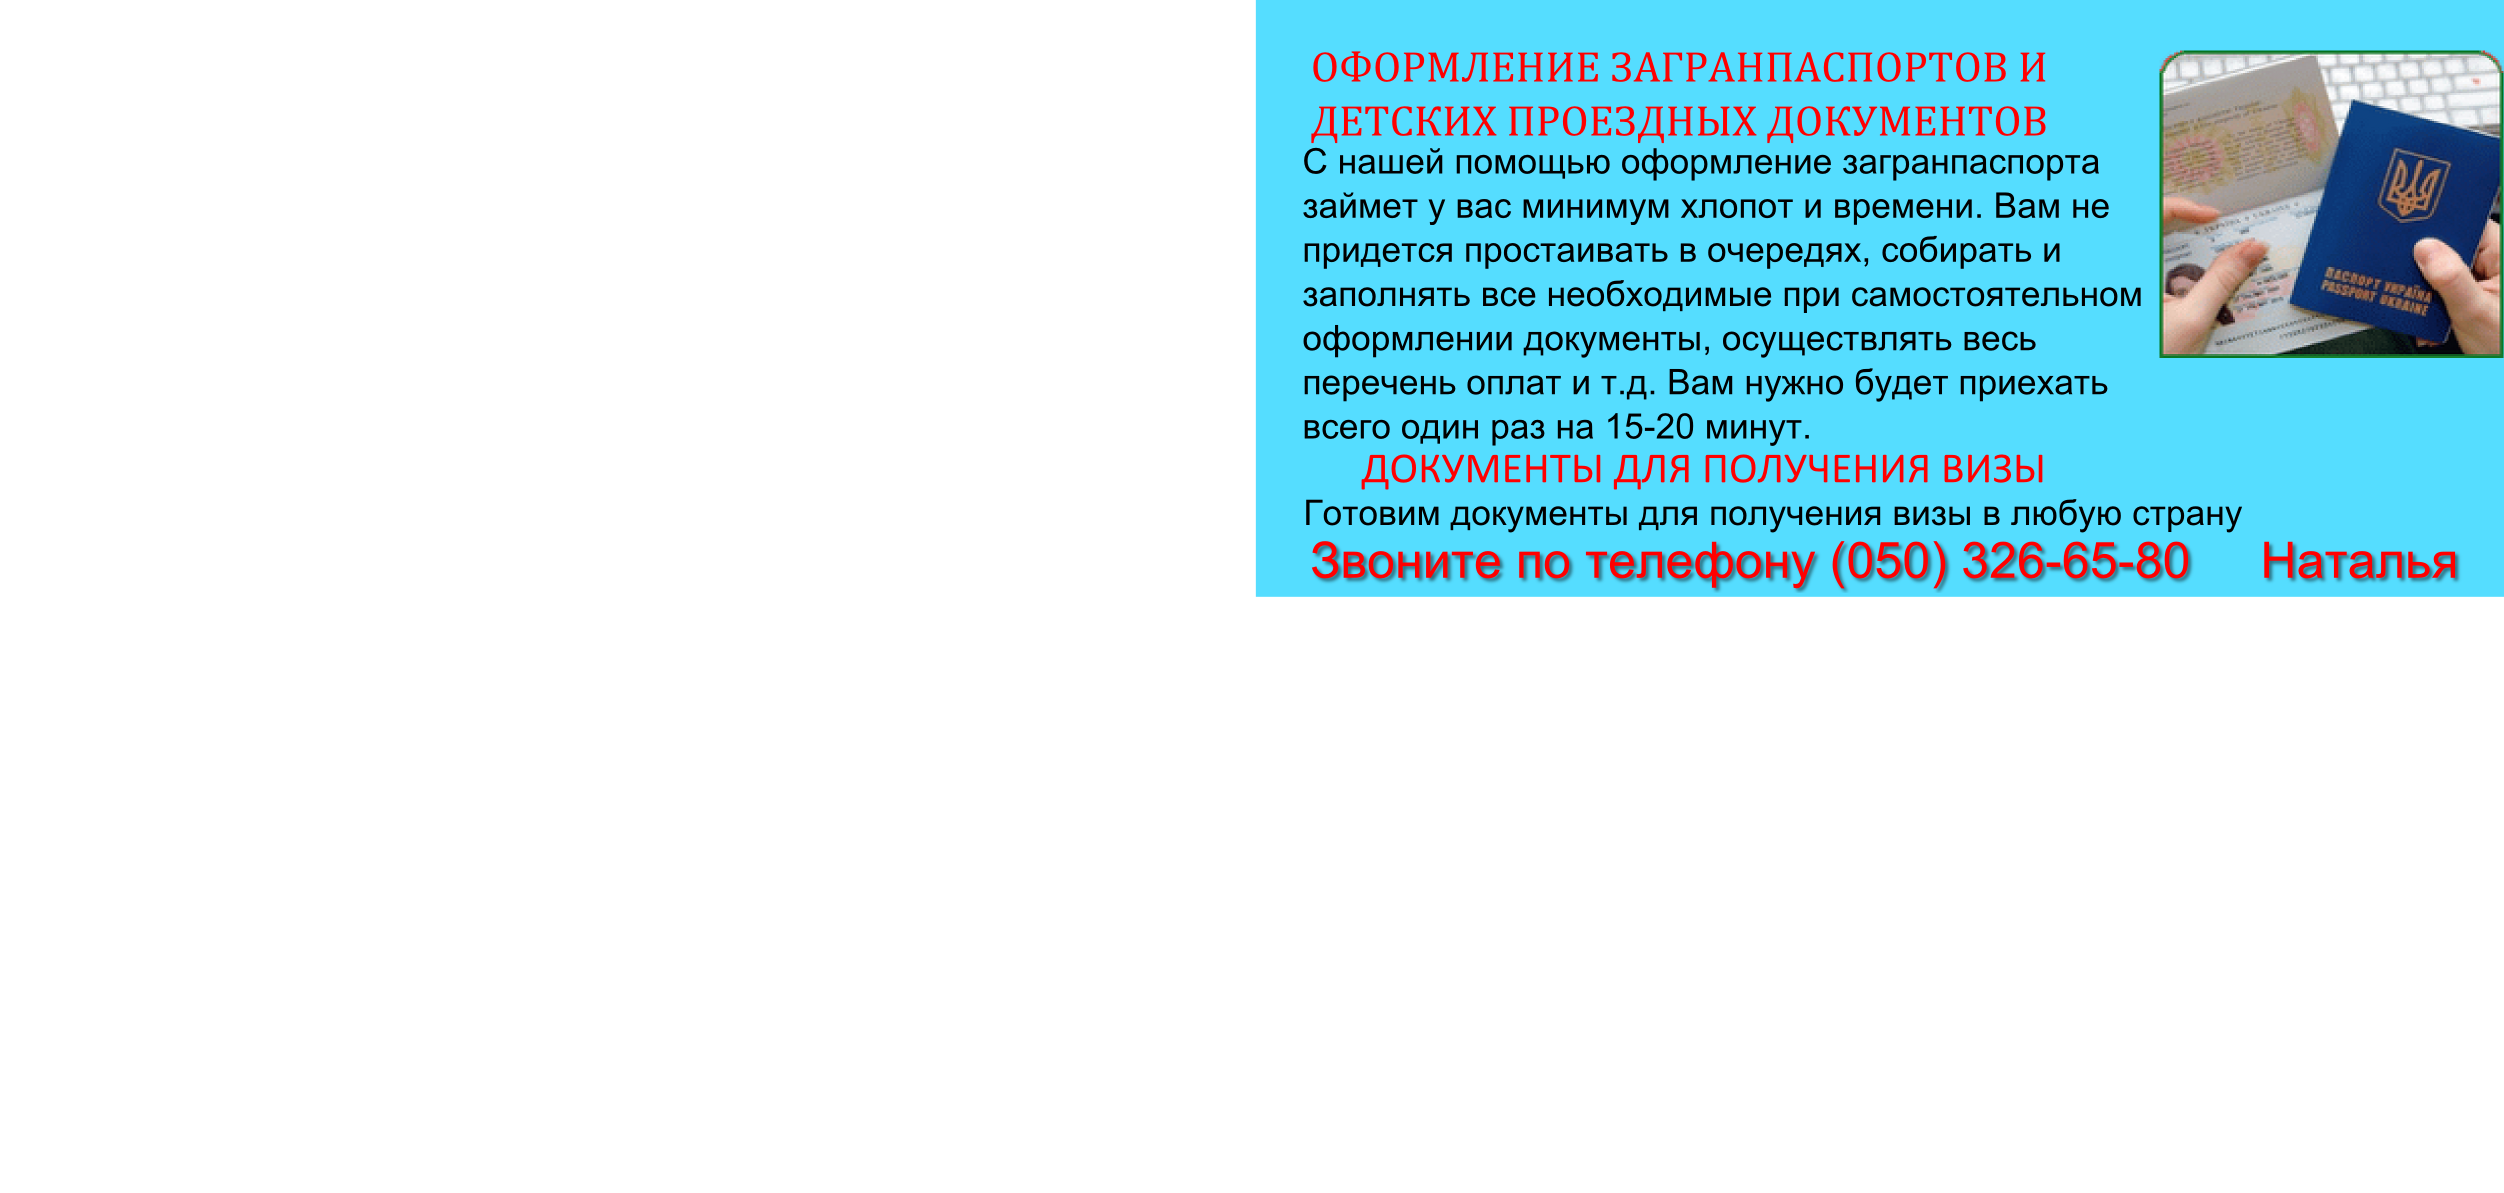 ОФОРМЛЕНИЕ ЗАГРАНПАСПОРТОВ И
ДЕТСКИХ ПРОЕЗДНЫХ ДОКУМЕНТОВ
С нашей помощью оформление загранпаспорта
займет у вас минимум хлопот и времени. Вам не
придется простаивать в очередях, собирать и
заполнять все необходимые при самостоятельном
оформлении документы, осуществлять весь
перечень оплат и т.д. Вам нужно будет приехать
всего один раз на 15-20 минут.
ДОКУМЕНТЫ ДЛЯ ПОЛУЧЕНИЯ ВИЗЫ
Готовим документы для получения визы в любую страну
Звоните по телефону (050) 326-65-80 Наталья
ПАСПОРТ УКРАЇНА
PASSPORT UKRAINE